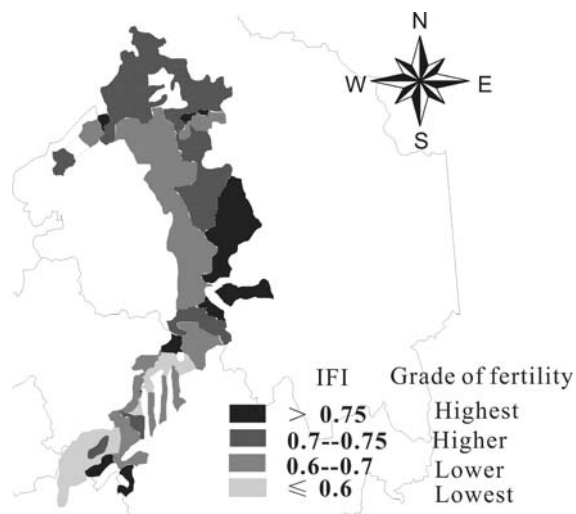 N
W E
S
IFI Grade of fertility
> 0.75 Highest
0.7--0.75 Higher
0.6--0.7 Lower
≤ 0.6 Lowest